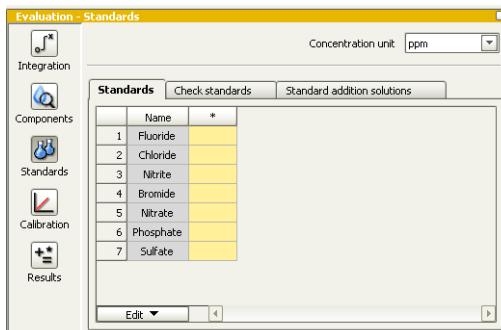 Evaluation - Standards
Integration
Components
Standards
Calibration
Results
Concentration unit ppm
Standards Check standards Standard addition solutions
Name *
1 Fluoride
2 Chloride
3 Nitrite
4 Bromide
5 Nitrate
6 Phosphate
7 Sulfate
Edit